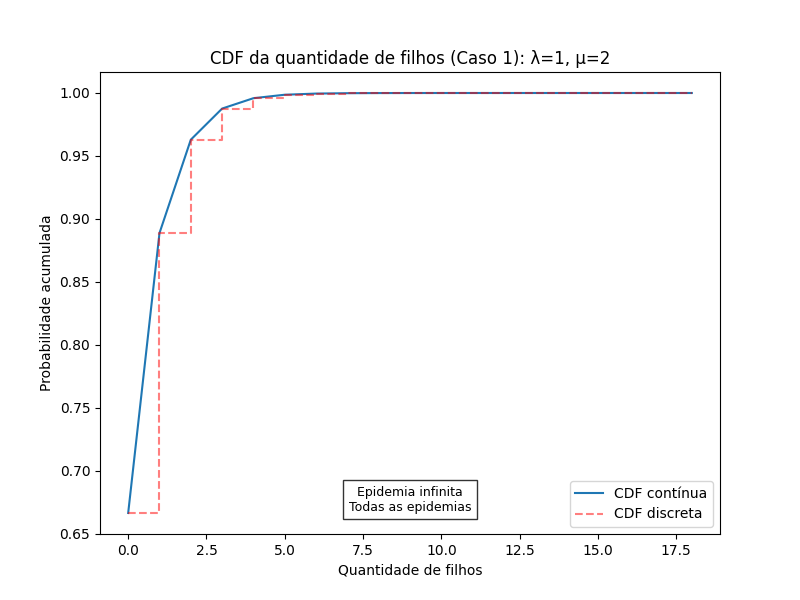 CDF da quantidade de filhos (Caso 1): λ=1, μ=2
Probabilidade acumulada
1.00
0.95
0.90
0.85
0.80
0.75
0.70
0.65
Epidemia infinita
Todas as epidemias
CDF contínua
CDF discreta
0.0
2.5
5.0
7.5
10.0
12.5
15.0
17.5
Quantidade de filhos